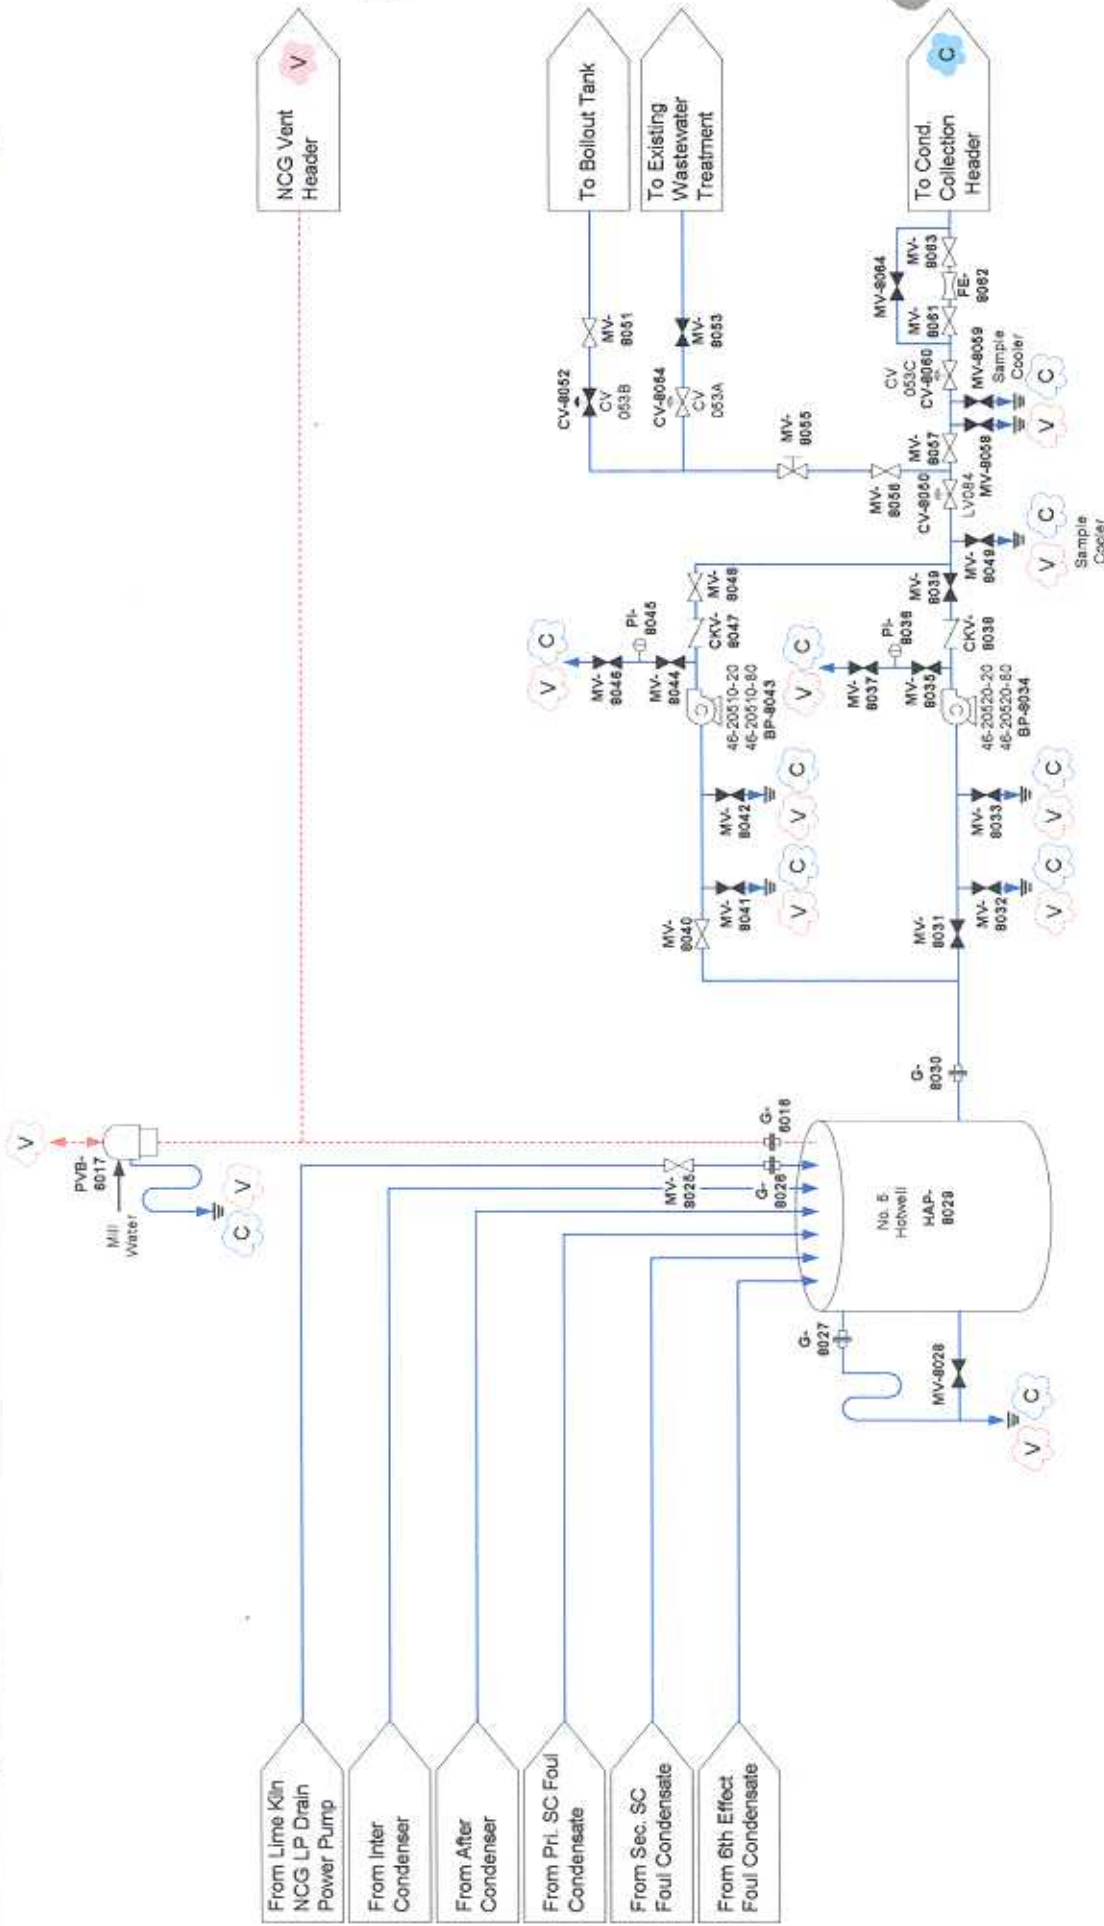 NCG Vent
Header
V
To Boilout Tank
To Existing
Wastewater
Treatment
To Cond.
Collection
Header
C
V
PVB-
6017
Mill
Water
C
V
From Lime Kiln
NCG LP Drain
Power Pump
From Inter
Condenser
From After
Condenser
From Pri. SC Foul
Condensate
From Sec. SC
Foul Condensate
From 6th Effect
Foul Condensate
MV-
8025
G-
8026
G-
6016
G-
8027
MV-8028
V
C
No. 5
Hotwell
HAP-
8029
G-
8030
MV-
8040
MV-
8041
V
C
MV-
8042
V
C
46-20510-20
46-20510-80
BP-8043
MV-
8044
PI-
8045
MV-
8046
V
C
CKV-
8047
MV-
8048
MV-
8031
MV-
8032
V
C
MV-
8033
V
C
46-20520-20
46-20520-80
BP-8034
MV-
8035
PI-
8036
MV-
8037
V
C
CKV-
8038
MV-
8039
MV-
8049
V
C
Sample
Cooler
CV-8050
LV084
MV-
8051
CV-8052
CV
053B
MV-
8053
CV-8054
CV
053A
MV-
8055
MV-
8056
MV-
8057
MV-8058
MV-8059
Sample
Cooler
V
C
CV
053C
CV-8060
MV-
8061
FE-
8062
MV-
8063
MV-8064